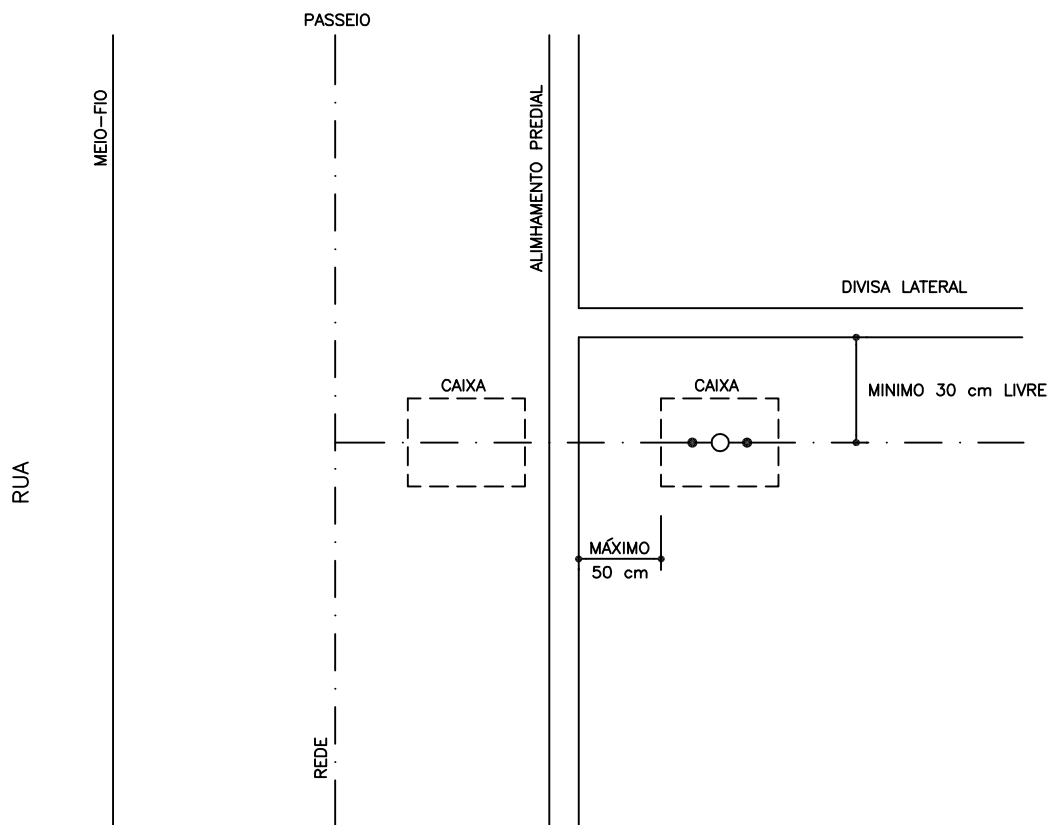 PASSEIO
MEIO-FIO
ALIMHAMENTO PREDIAL
DIVISA LATERAL
CAIXA
CAIXA
MINIMO 30 cm LIVRE
RUA
MÁXIMO
50 cm
REDE